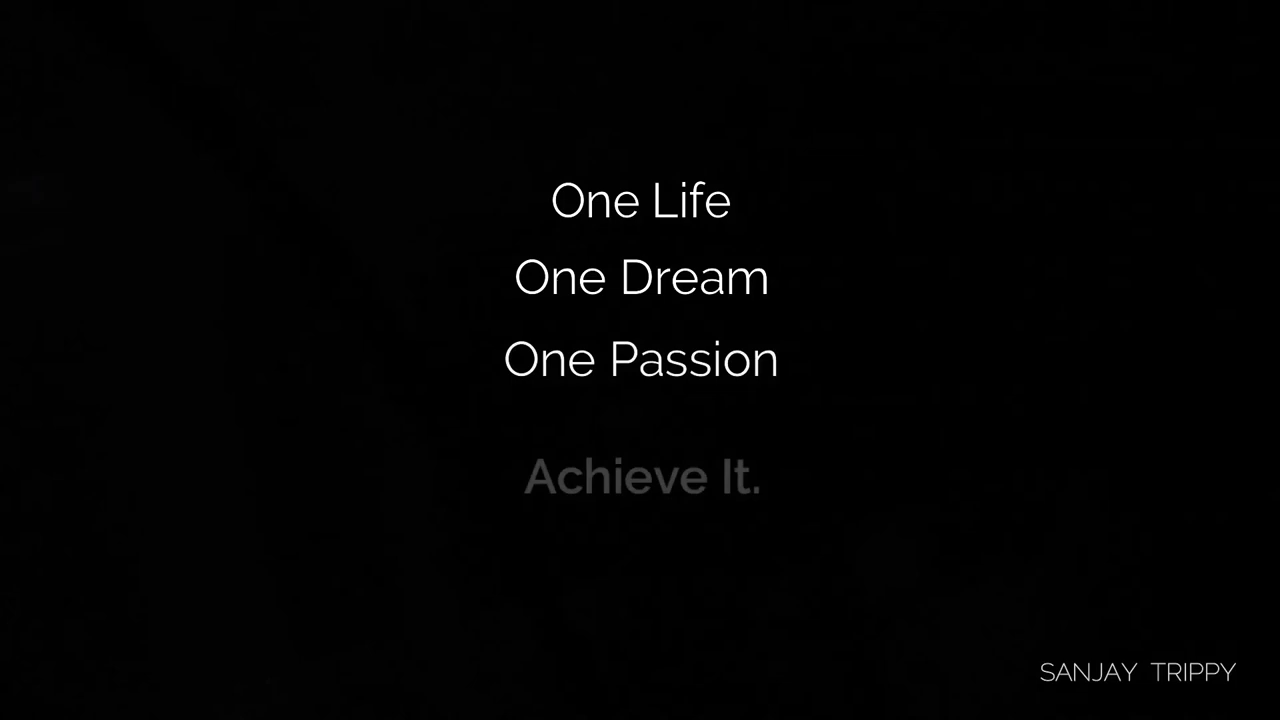 One Life
One Dream
One Passion
Achieve It.
SANJAY TRIPPY